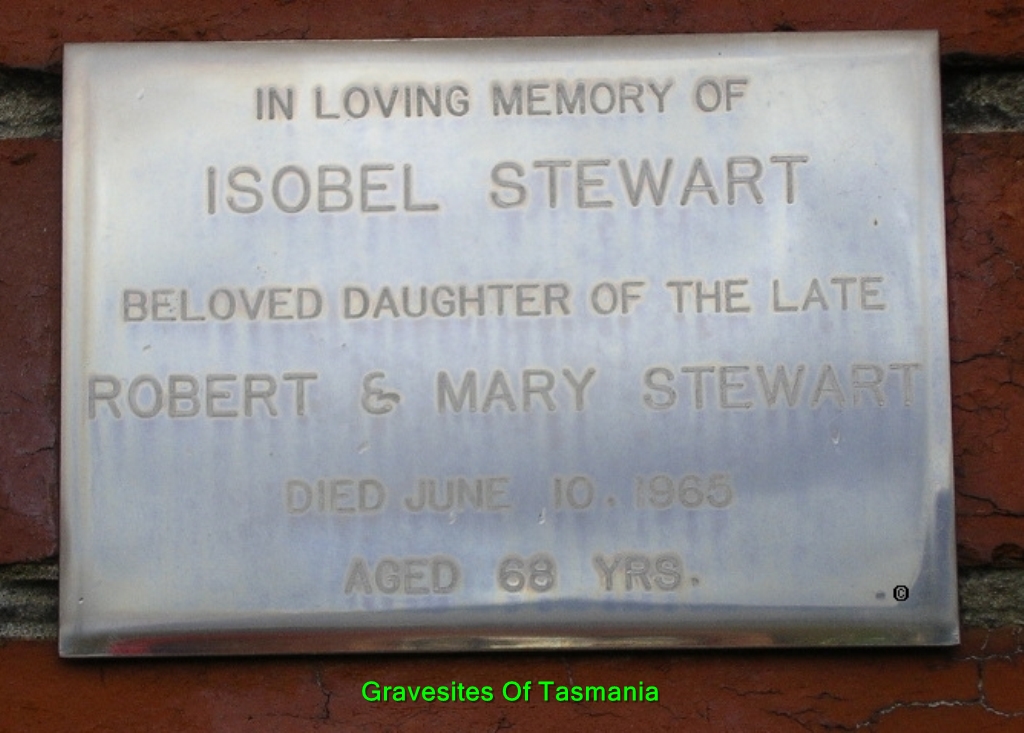 IN LOVING MEMORY OF
ISOBEL STEWART
BELOVED DAUGHTER OF THE LATE
ROBERT & MARY STEWART
DIED JUNE 10. 1965
AGED 68 YRS.
©
Gravesites Of Tasmania